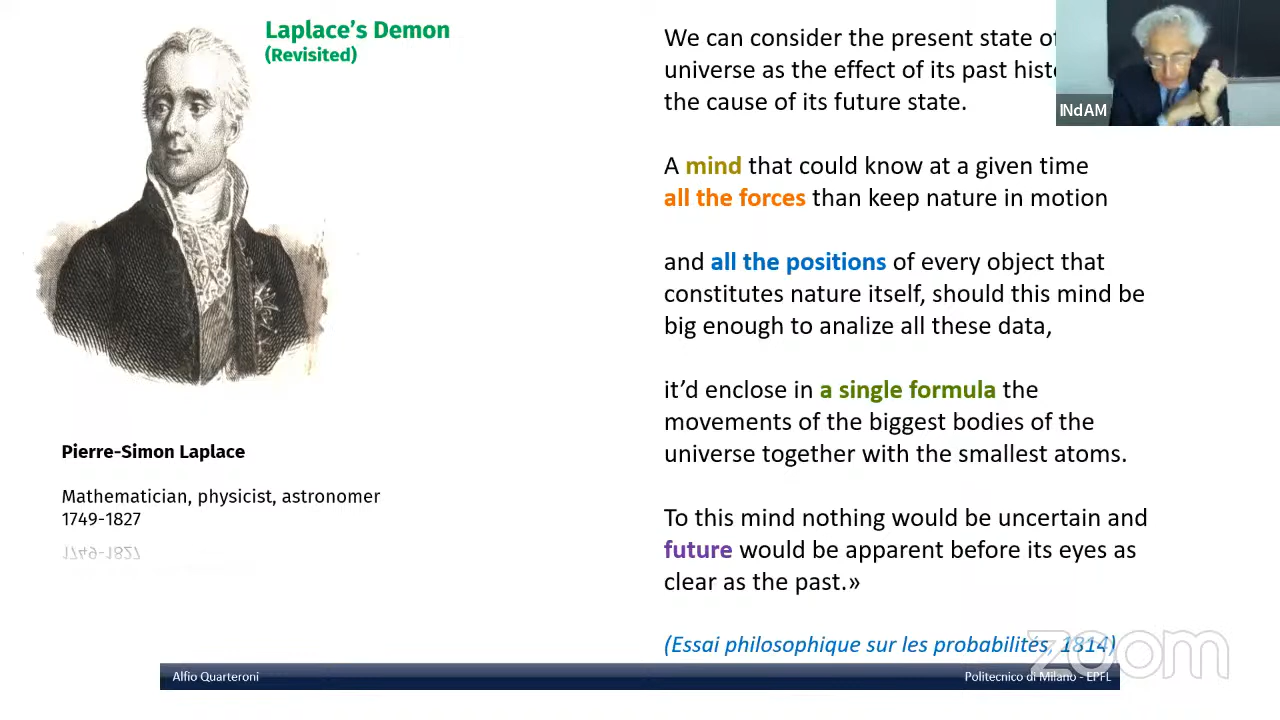 Laplace's Demon
(Revisited)
Pierre-Simon Laplace
Mathematician, physicist, astronomer
1749-1827
We can consider the present state of
universe as the effect of its past
the cause of its future state.
A mind that could know at a given time
all the forces than keep nature in motion
and all the positions of every object that
constitutes nature itself, should this mind be
big enough to analize all these data,
it'd enclose in a single formula the
movements of the biggest bodies of the
universe together with the smallest atoms.
To this mind nothing would be uncertain and
future would be apparent before its eyes as
clear as the past.»
(Essai philosophique sur les probabilités, 1814)
INdAM
Alfio Quarteroni
Politecnico di Milano - EPFL
zoom